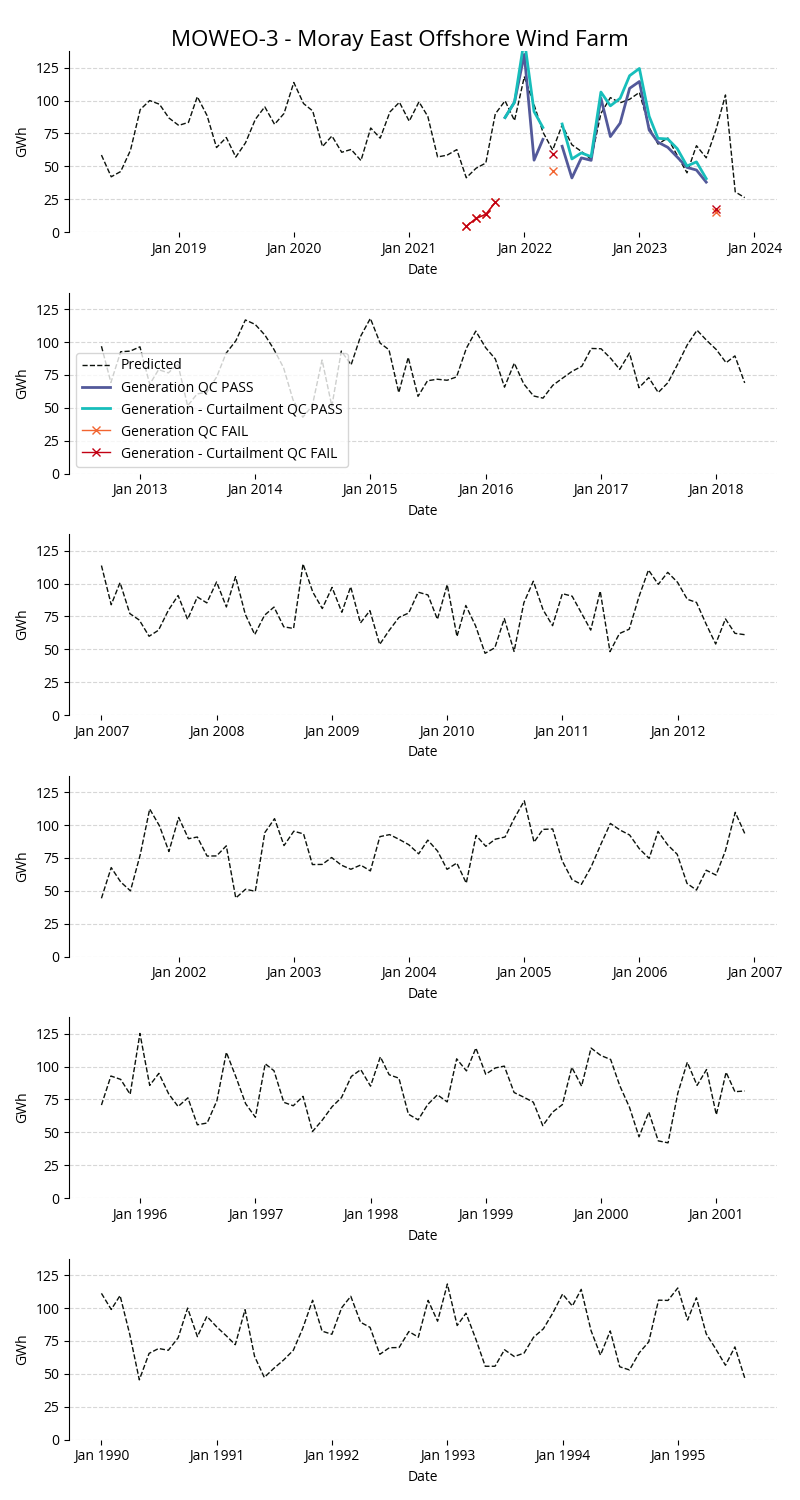 MOWEO-3 - Moray East Offshore Wind Farm
125
100
75
50
25
0
GWh
Jan 2019 Jan 2020 Jan 2021 Jan 2022 Jan 2023 Jan 2024
Date
125
100
75
50
25
0
GWh
Predicted
Generation QC PASS
Generation - Curtailment QC PASS
Generation QC FAIL
Generation - Curtailment QC FAIL
Jan 2013 Jan 2014 Jan 2015 Jan 2016 Jan 2017 Jan 2018
Date
125
100
75
50
25
0
GWh
Jan 2007 Jan 2008 Jan 2009 Jan 2010 Jan 2011 Jan 2012
Date
125
100
75
50
25
0
GWh
Jan 2002 Jan 2003 Jan 2004 Jan 2005 Jan 2006 Jan 2007
Date
125
100
75
50
25
0
GWh
Jan 1996 Jan 1997 Jan 1998 Jan 1999 Jan 2000 Jan 2001
Date
125
100
75
50
25
0
GWh
Jan 1990 Jan 1991 Jan 1992 Jan 1993 Jan 1994 Jan 1995
Date